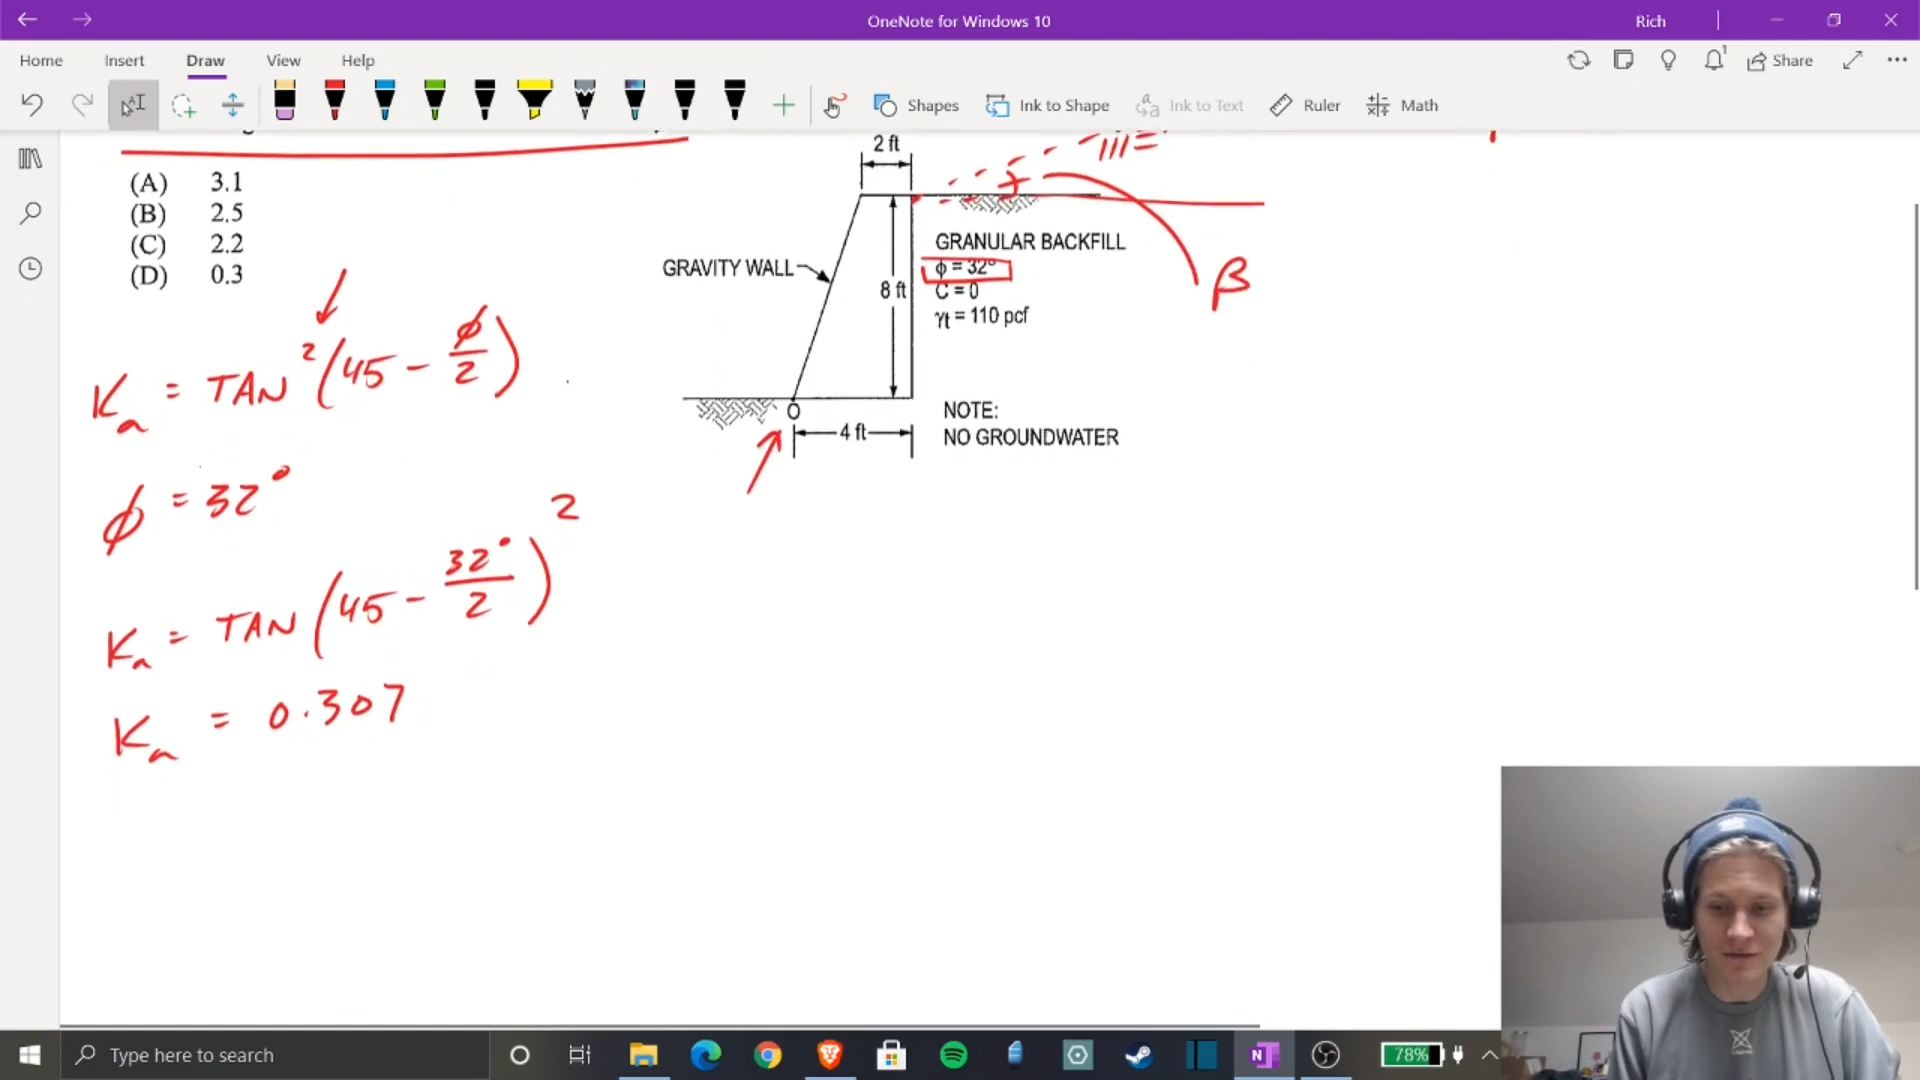 OneNote for Windows 10
Rich
Home Insert Draw View Help
Share
Shapes Ink to Shape Ink to Text Ruler Math
(A) 3.1
(B) 2.5
(C) 2.2
(D) 0.3
2 ft
GRAVITY WALL
8 ft
GRANULAR BACKFILL
ϕ = 32°
C = 0
γt = 110 pcf
β
O
4 ft
NOTE:
NO GROUNDWATER
Ka = TAN²(45 - ϕ/2)
ϕ = 32°
Ka = TAN(45 - 32°/2)²
Ka = 0.307
Type here to search
78%